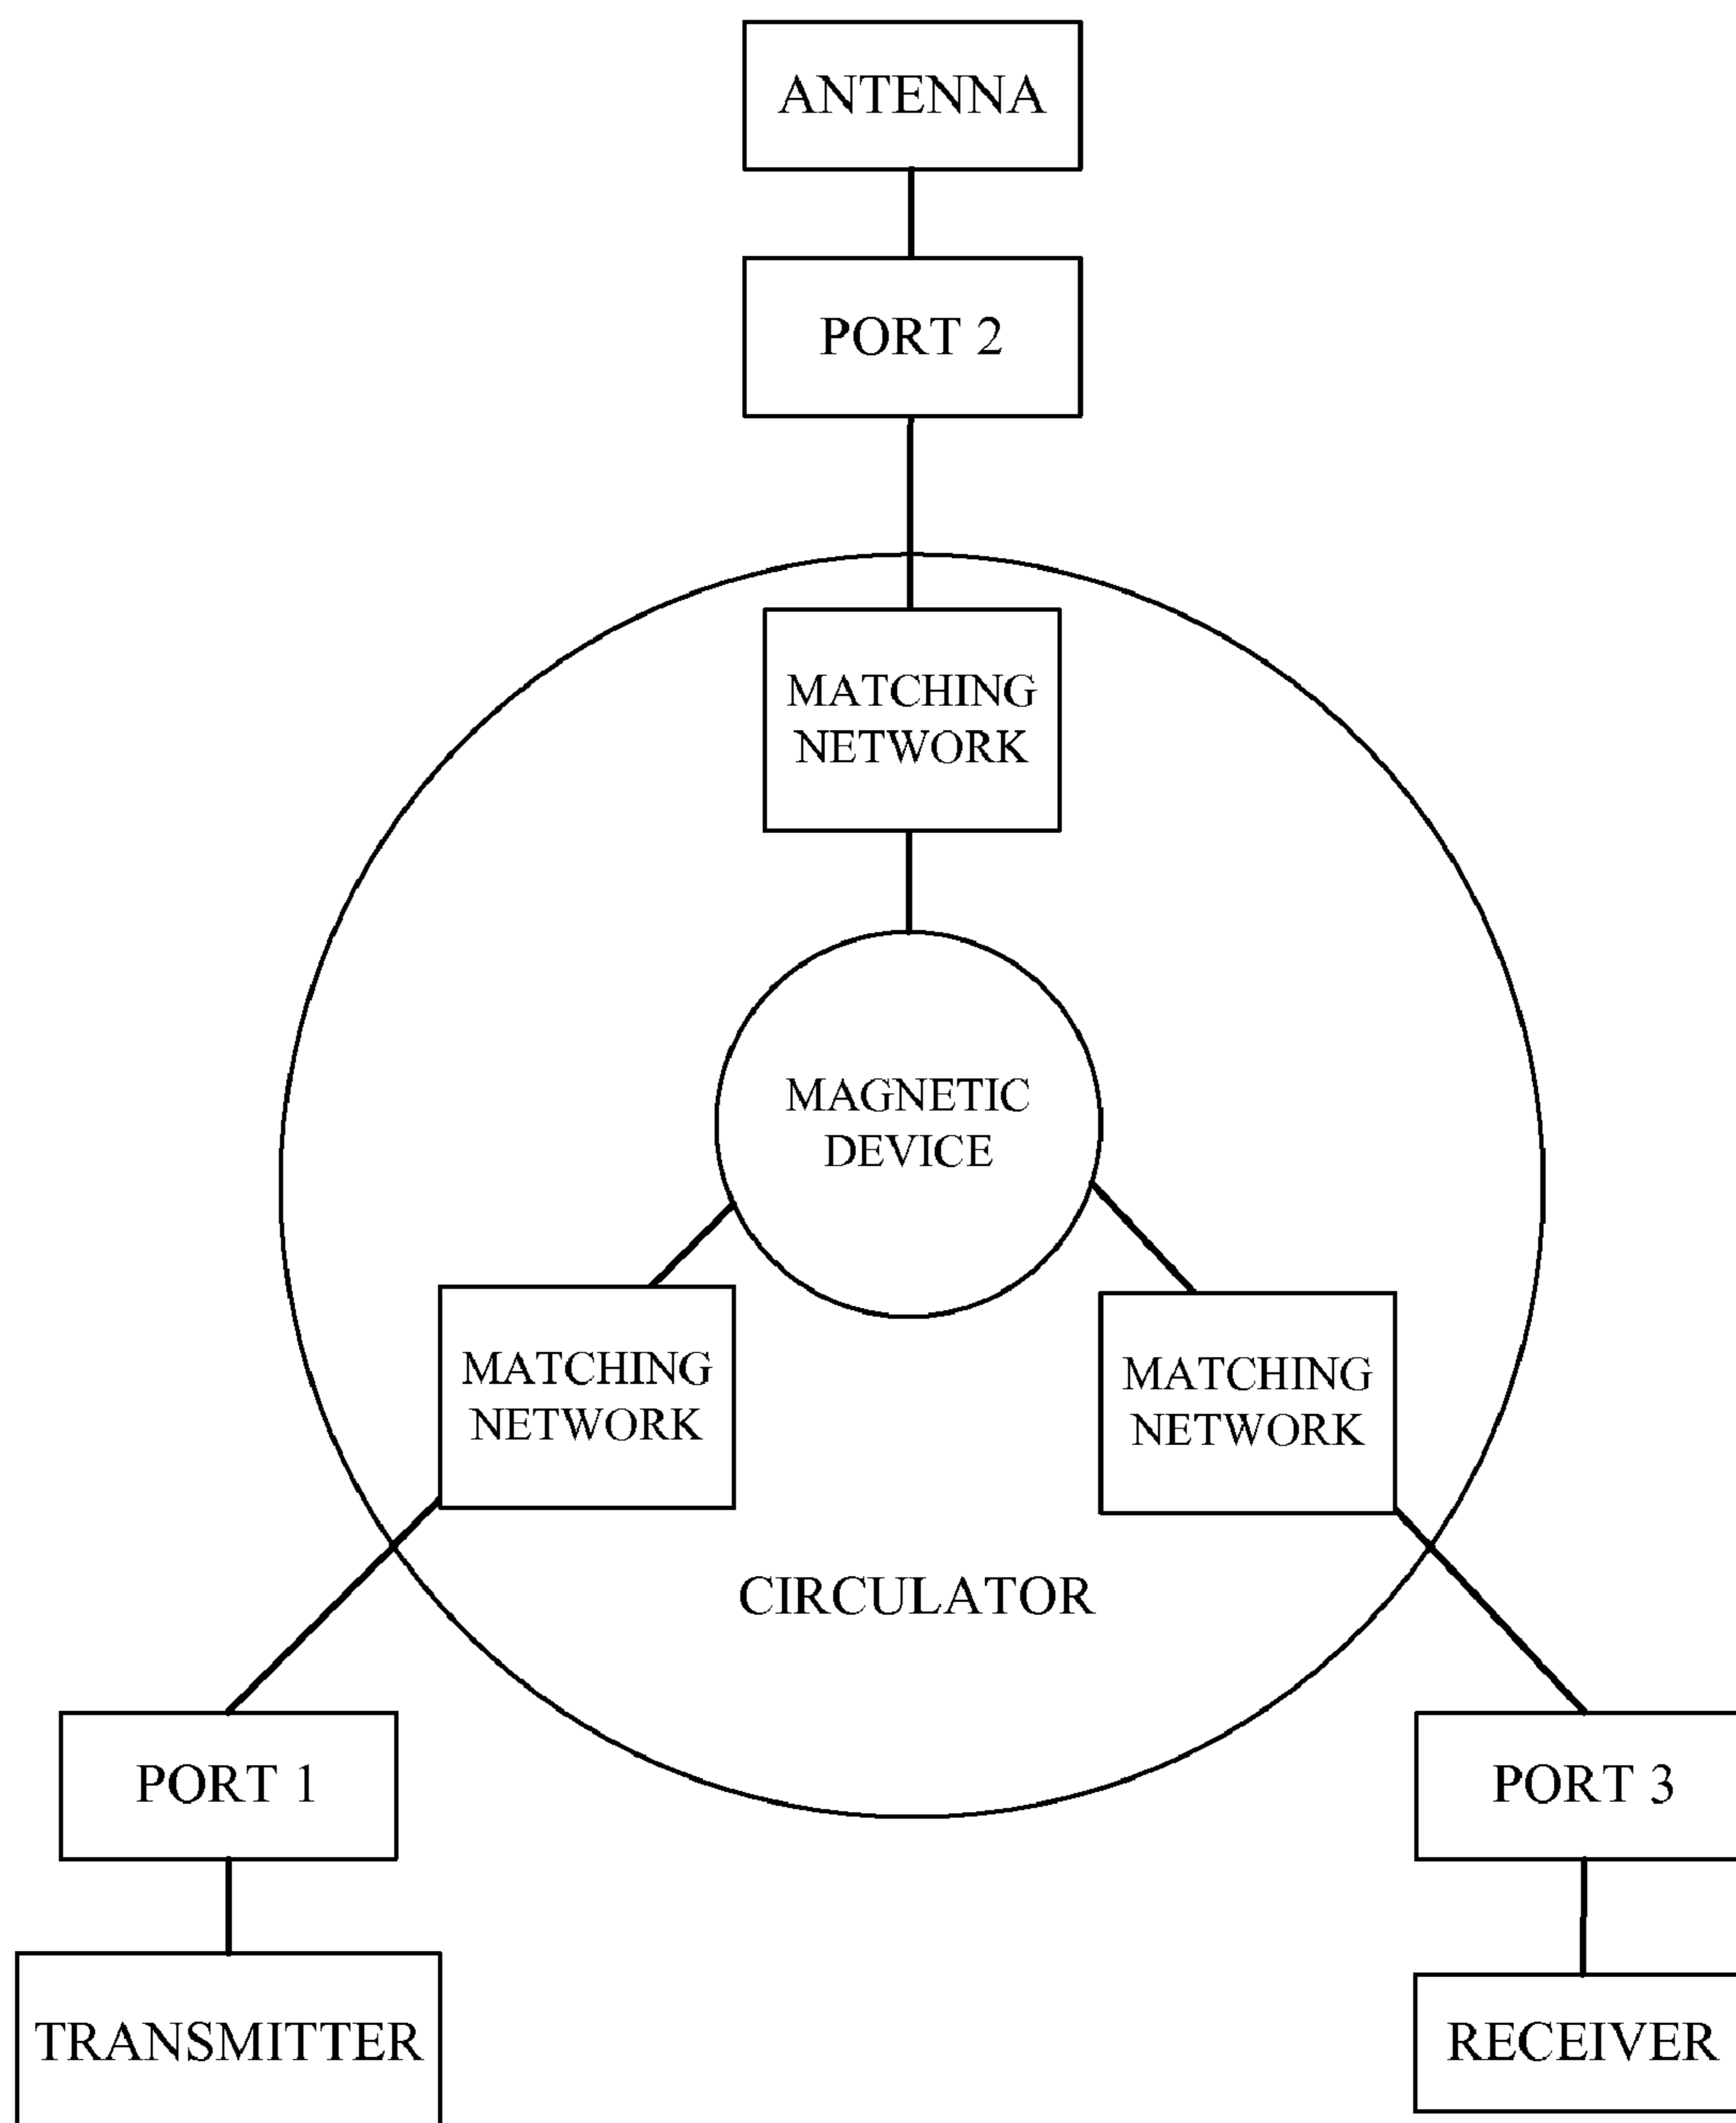 ANTENNA
PORT 2
MATCHING
NETWORK
MAGNETIC
DEVICE
MATCHING
NETWORK
MATCHING
NETWORK
CIRCULATOR
PORT 1
PORT 3
TRANSMITTER
RECEIVER